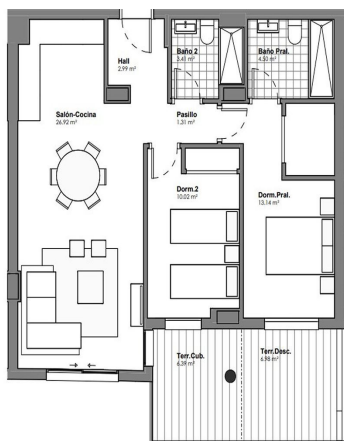 Baño 2
3.41 m²
Baño Pral.
4.50 m²
Hall
2.99 m²
Salón-Cocina
26.92 m²
Pasillo
1.31 m²
Dorm.2
10.02 m²
Dorm.Pral.
13.14 m²
Terr.Cub.
6.39 m²
Terr.Desc.
6.98 m²